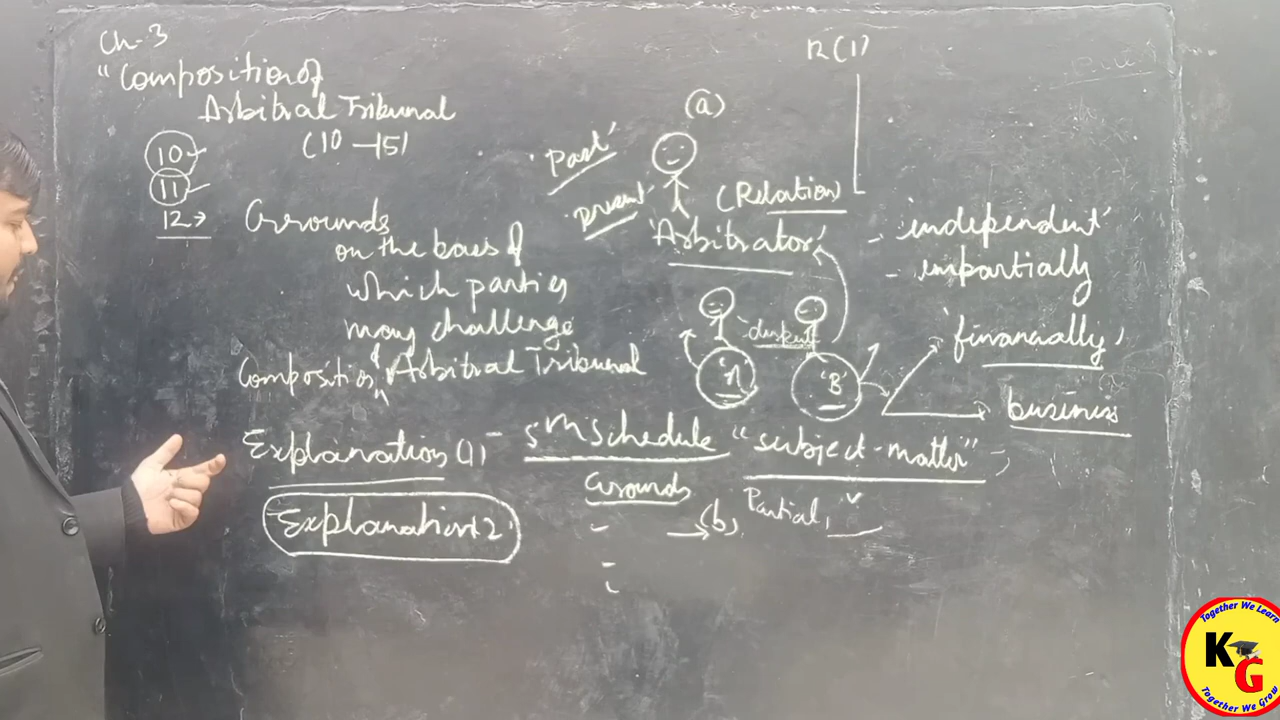 Ch-3
"Composition of
Arbitral Tribunal
(10-15)
10
11
12→ Grounds
on the basis of
which parties
may challenge
Composition of Arbitral Tribunal
Explanation (1) - 5th Schedule "subject-matter"
Grounds
Explanation 2
→ (b) Partial,
12(1)
(a)
'Past'
'Present'
(Relation)
'Arbitrator'
- independent'
- impartially
'financially'
business
dispute
'A'
'B'
Together We Learn
KG
Together We Grow